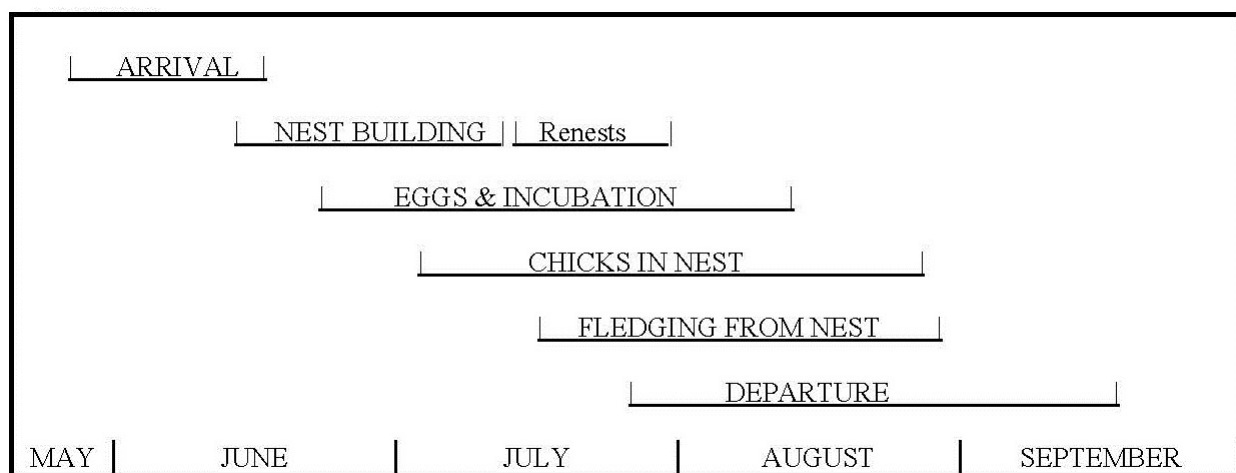 ARRIVAL
NEST BUILDING Renests
EGGS & INCUBATION
CHICKS IN NEST
FLEDGING FROM NEST
DEPARTURE
MAY JUNE JULY AUGUST SEPTEMBER